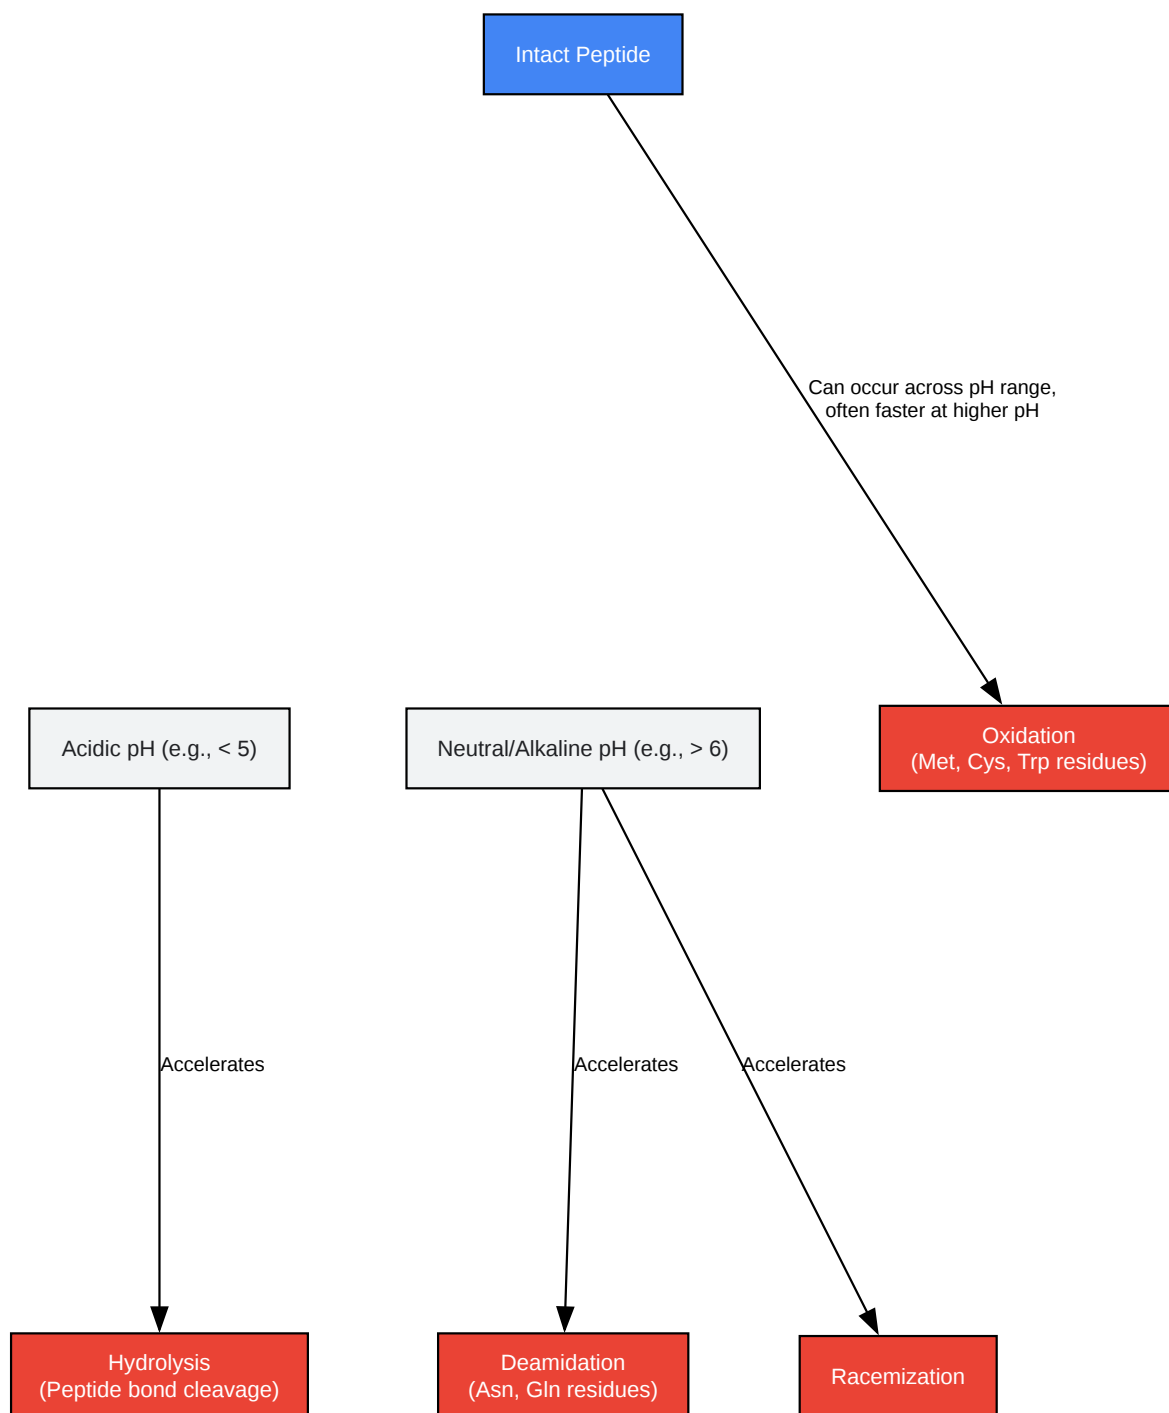 Intact Peptide
Can occur across pH range,
often faster at higher pH
Oxidation
(Met, Cys, Trp residues)
Acidic pH (e.g., < 5)
Neutral/Alkaline pH (e.g., > 6)
Accelerates
Accelerates
Accelerates
Hydrolysis
(Peptide bond cleavage)
Deamidation
(Asn, Gln residues)
Racemization